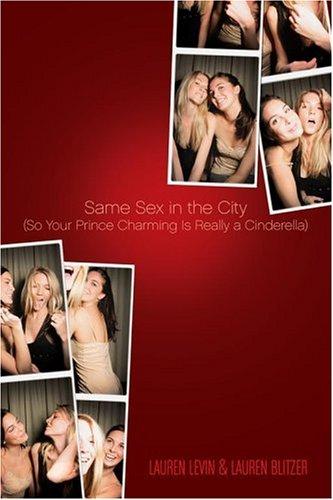 Same Sex in the City
(So Your Prince Charming Is Really a Cinderella)
LAUREN LEVIN & LAUREN BLITZER